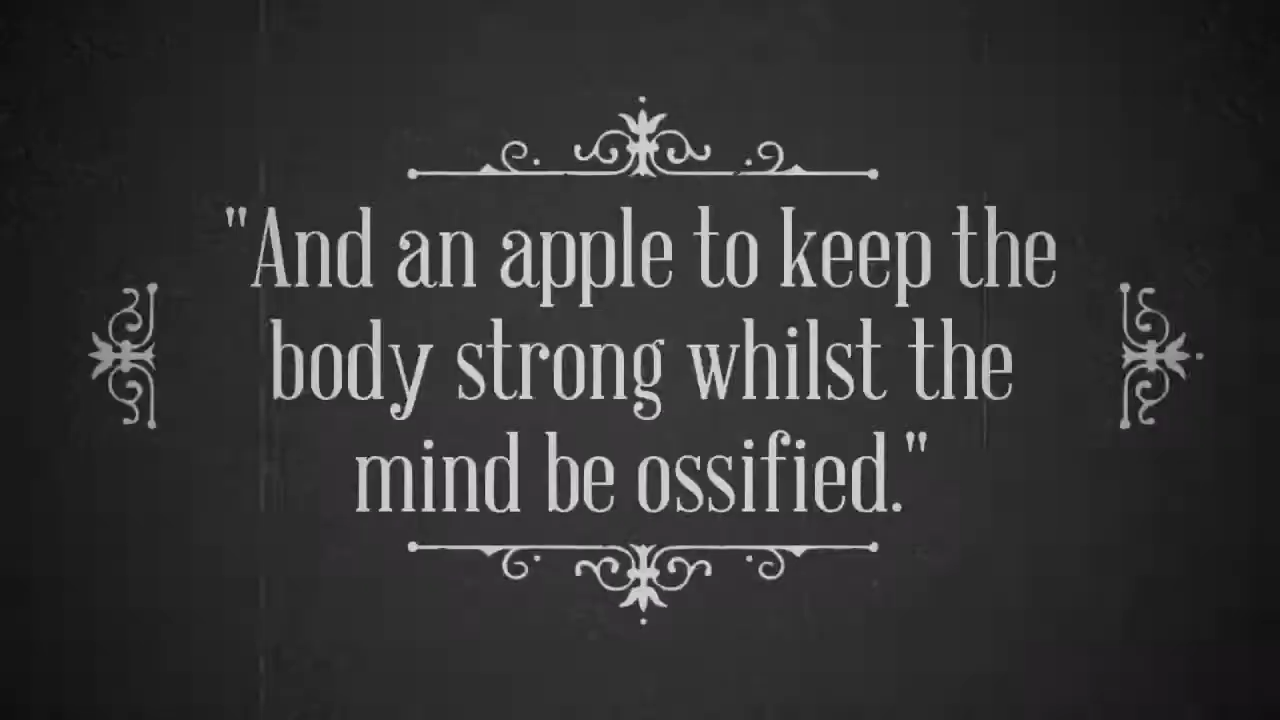 "And an apple to keep the
body strong whilst the
mind be ossified."